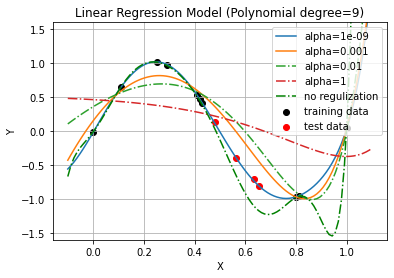 Linear Regression Model (Polynomial degree=9)
1.5
1.0
0.5
0.0
-0.5
-1.0
-1.5
Y
0.0
0.2
0.4
0.6
0.8
1.0
X
alpha=1e-09
alpha=0.001
alpha=0.01
alpha=1
no regulization
training data
test data